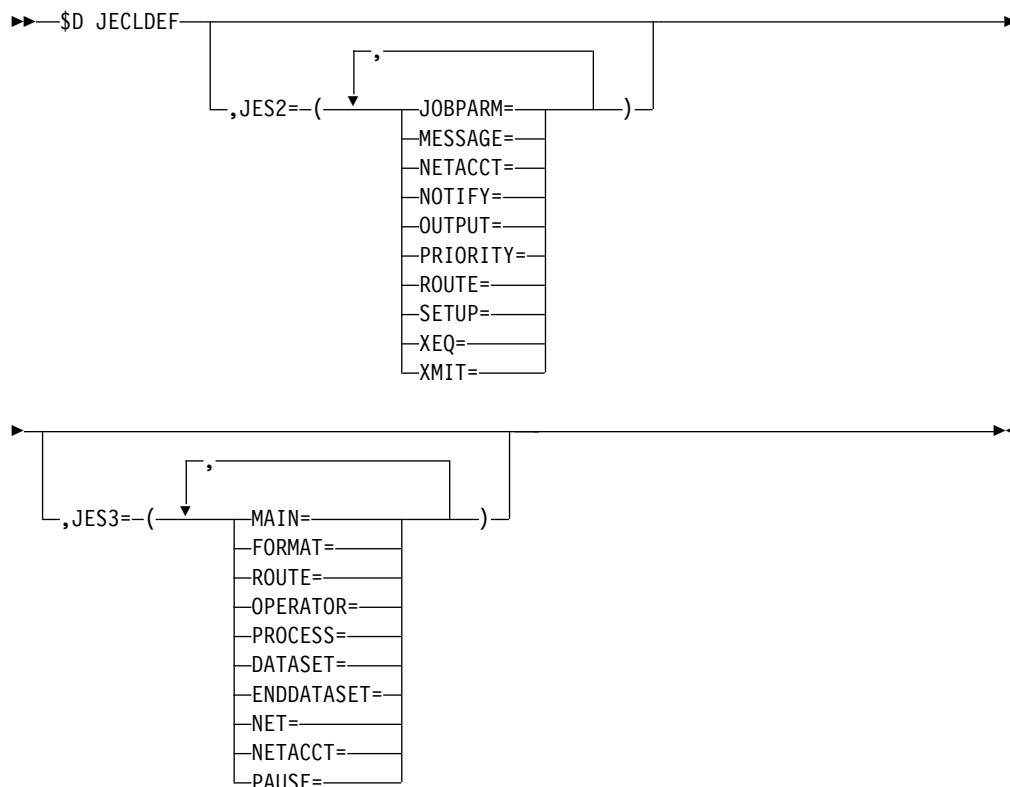 $D JECLDEF
,
,JES2= ( JOBPARM= )
MESSAGE=
NETACCT=
NOTIFY=
OUTPUT=
PRIORITY=
ROUTE=
SETUP=
XEQ=
XMIT=
,
,JES3= ( MAIN= )
FORMAT=
ROUTE=
OPERATOR=
PROCESS=
DATASET=
ENDDATASET=
NET=
NETACCT=
PAUSE=